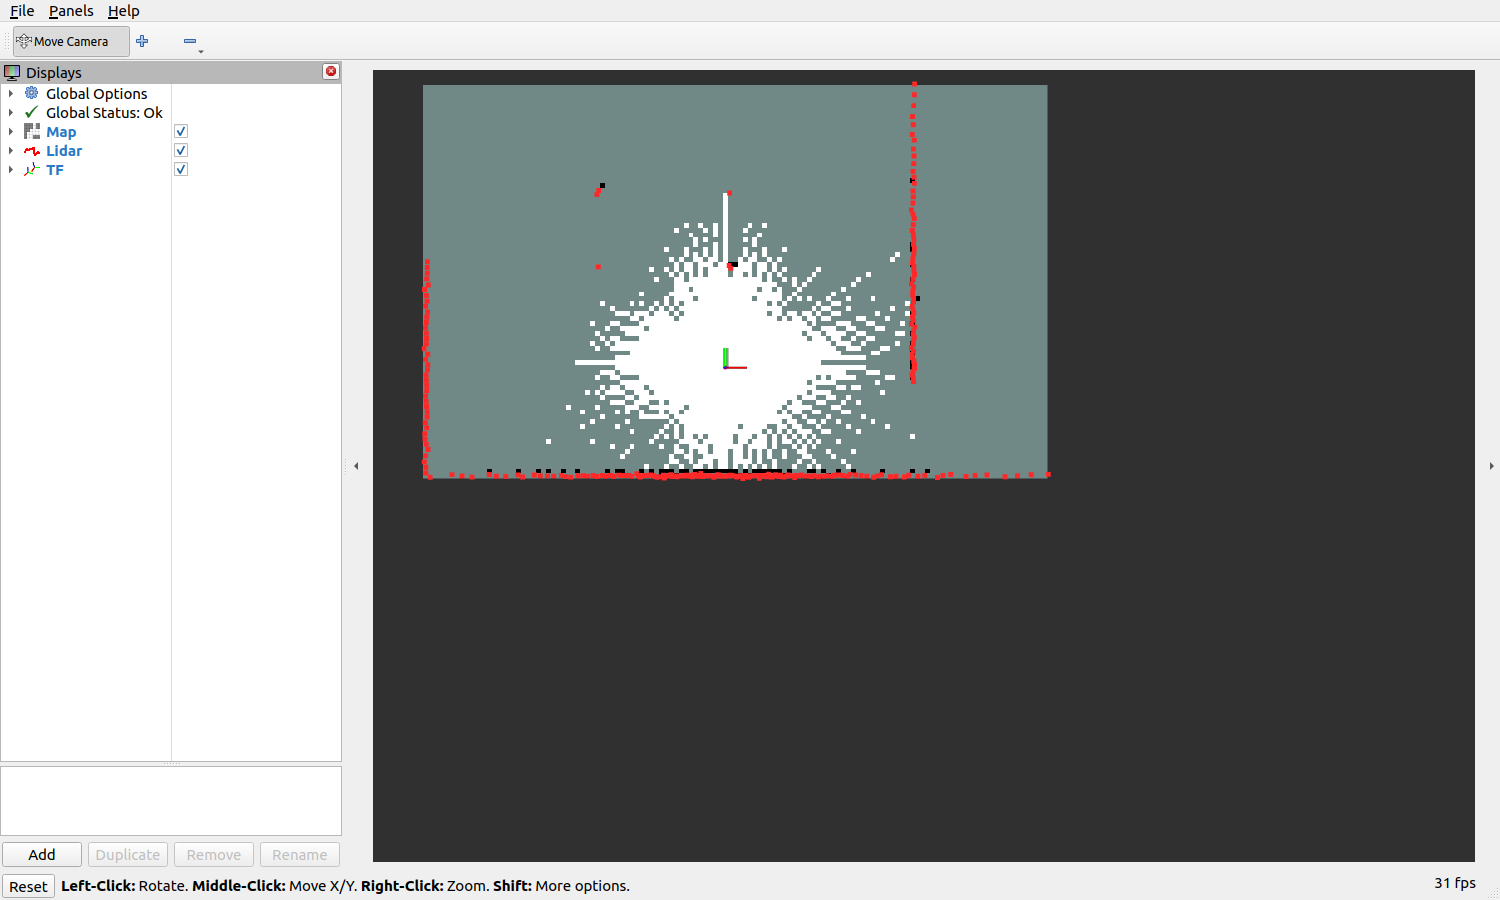 File Panels Help
Move Camera
Displays
Global Options
Global Status: Ok
Map
Lidar
TF
Add Duplicate Remove Rename
Reset Left-Click: Rotate. Middle-Click: Move X/Y. Right-Click: Zoom. Shift: More options. 31 fps